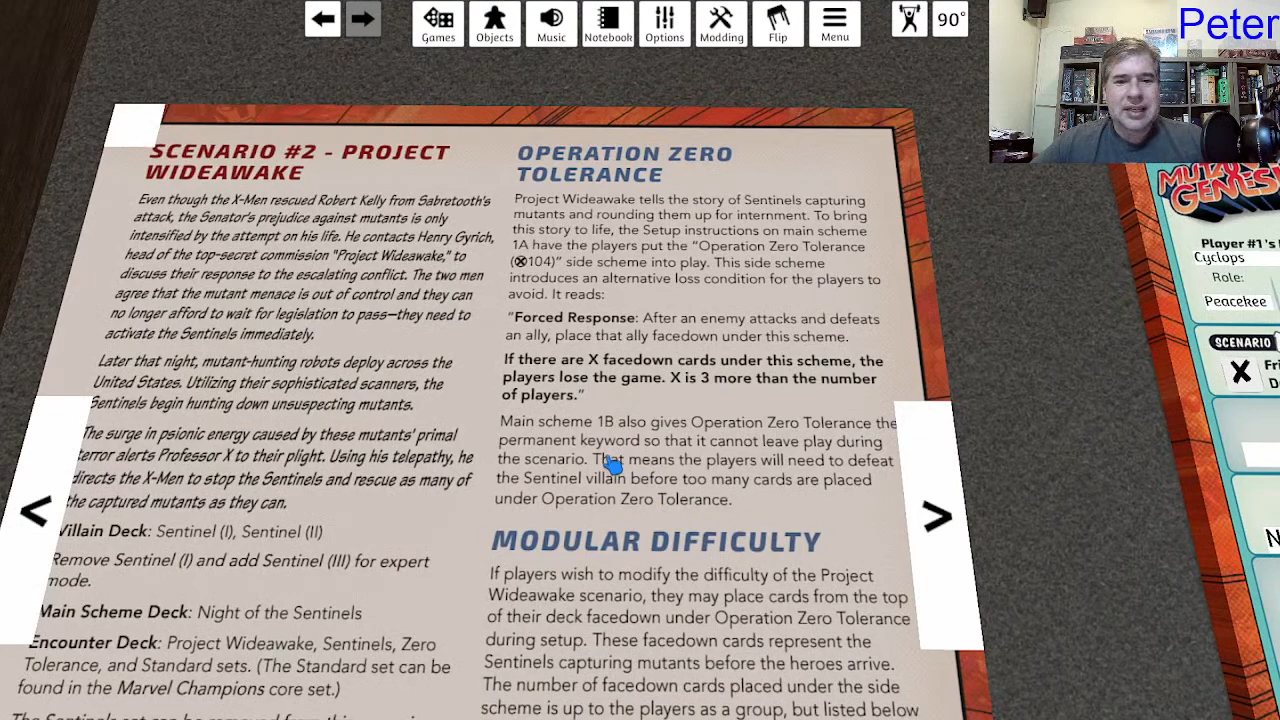 Games
Objects
Music
Notebook
Options
Modding
Flip
Menu
90°
Peter
SCENARIO #2 - PROJECT
WIDEAWAKE
Even though the X-Men rescued Robert Kelly from Sabretooth's
attack, the Senator's prejudice against mutants is only
intensified by the attempt on his life. He contacts Henry Gyrich,
head of the top-secret commission "Project Wideawake," to
discuss their response to the escalating conflict. The two men
agree that the mutant menace is out of control and they can
no longer afford to wait for legislation to pass—they need to
activate the Sentinels immediately.
Later that night, mutant-hunting robots deploy across the
United States. Utilizing their sophisticated scanners, the
Sentinels begin hunting down unsuspecting mutants.
The surge in psionic energy caused by these mutants' primal
terror alerts Professor X to their plight. Using his telepathy, he
directs the X-Men to stop the Sentinels and rescue as many of
the captured mutants as they can.
Villain Deck: Sentinel (I), Sentinel (II)
Remove Sentinel (I) and add Sentinel (III) for expert
mode.
Main Scheme Deck: Night of the Sentinels
Encounter Deck: Project Wideawake, Sentinels, Zero
Tolerance, and Standard sets. (The Standard set can be
found in the Marvel Champions core set.)
OPERATION ZERO
TOLERANCE
Project Wideawake tells the story of Sentinels capturing
mutants and rounding them up for internment. To bring
this story to life, the Setup instructions on main scheme
1A have the players put the "Operation Zero Tolerance
(104)" side scheme into play. This side scheme
introduces an alternative loss condition for the players to
avoid. It reads:
"Forced Response: After an enemy attacks and defeats
an ally, place that ally facedown under this scheme.
If there are X facedown cards under this scheme, the
players lose the game. X is 3 more than the number
of players."
Main scheme 1B also gives Operation Zero Tolerance the
permanent keyword so that it cannot leave play during
the scenario. That means the players will need to defeat
the Sentinel villain before too many cards are placed
under Operation Zero Tolerance.
MODULAR DIFFICULTY
If players wish to modify the difficulty of the Project
Wideawake scenario, they may place cards from the top
of their deck facedown under Operation Zero Tolerance
during setup. These facedown cards represent the
Sentinels capturing mutants before the heroes arrive.
The number of facedown cards placed under the side
scheme is up to the players as a group, but listed below
<
>
GENES
Player #1's
Cyclops
Role:
Peacekee
SCENARIO
X